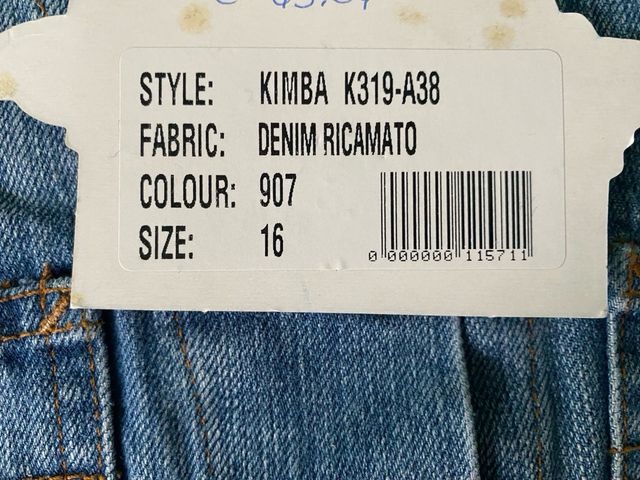 STYLE: KIMBA K319-A38
FABRIC: DENIM RICAMATO
COLOUR: 907
SIZE: 16
0 000000 115711